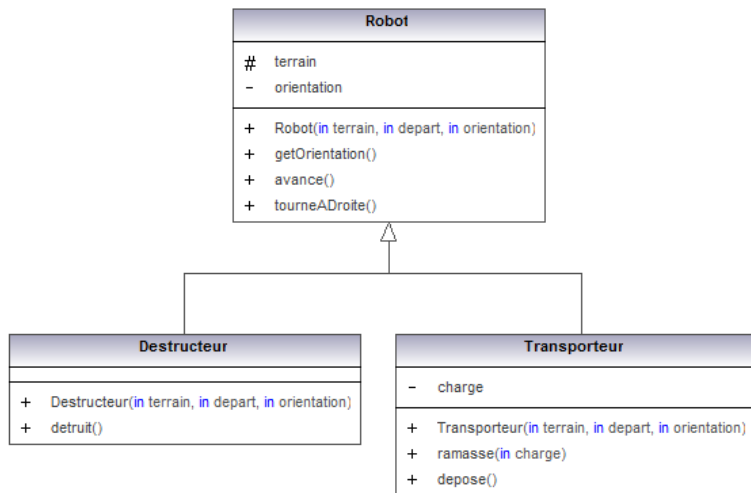 Robot
# terrain
- orientation
+ Robot(in terrain, in depart, in orientation)
+ getOrientation()
+ avance()
+ tourneADroite()
Destructeur
+ Destructeur(in terrain, in depart, in orientation)
+ detruit()
Transporteur
- charge
+ Transporteur(in terrain, in depart, in orientation)
+ ramasse(in charge)
+ depose()